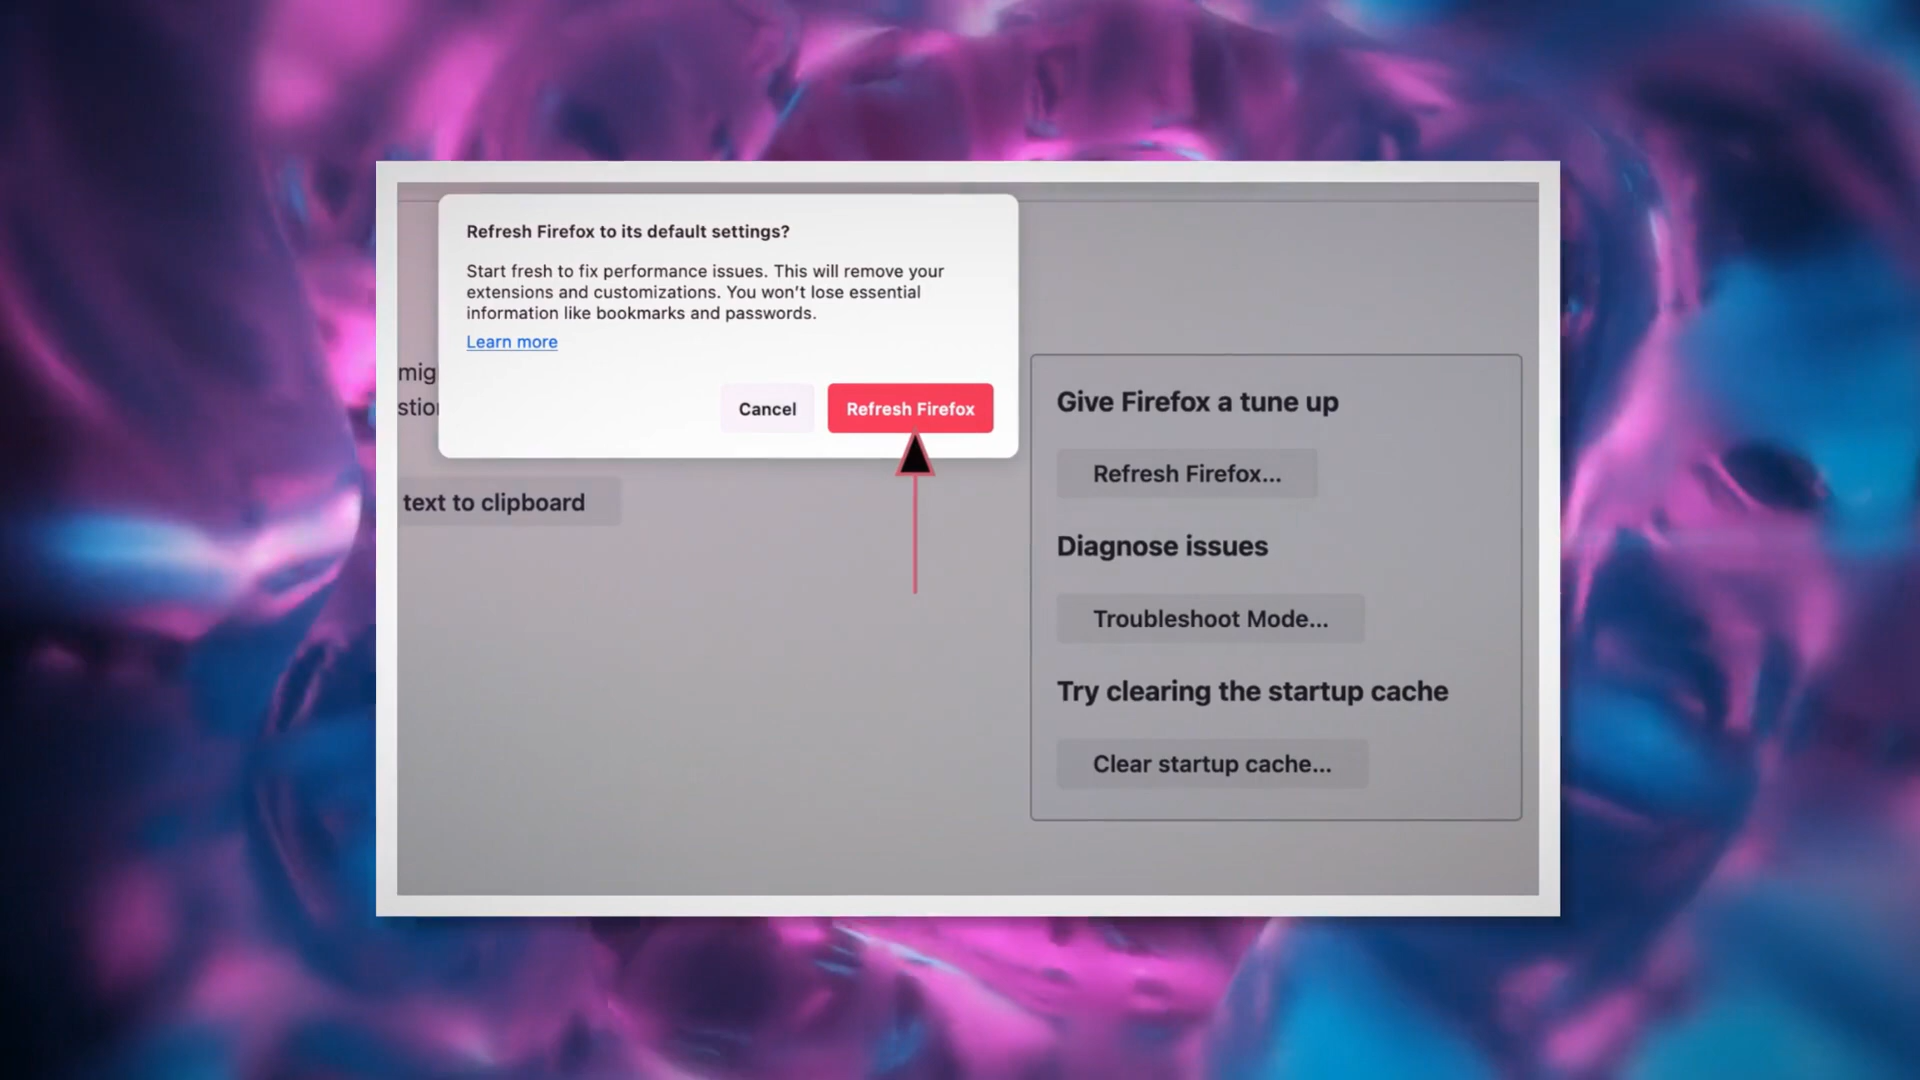 Refresh Firefox to its default settings?
Start fresh to fix performance issues. This will remove your
extensions and customizations. You won’t lose essential
information like bookmarks and passwords.
Learn more
Cancel
Refresh Firefox
mig
stion
text to clipboard
Give Firefox a tune up
Refresh Firefox...
Diagnose issues
Troubleshoot Mode...
Try clearing the startup cache
Clear startup cache...